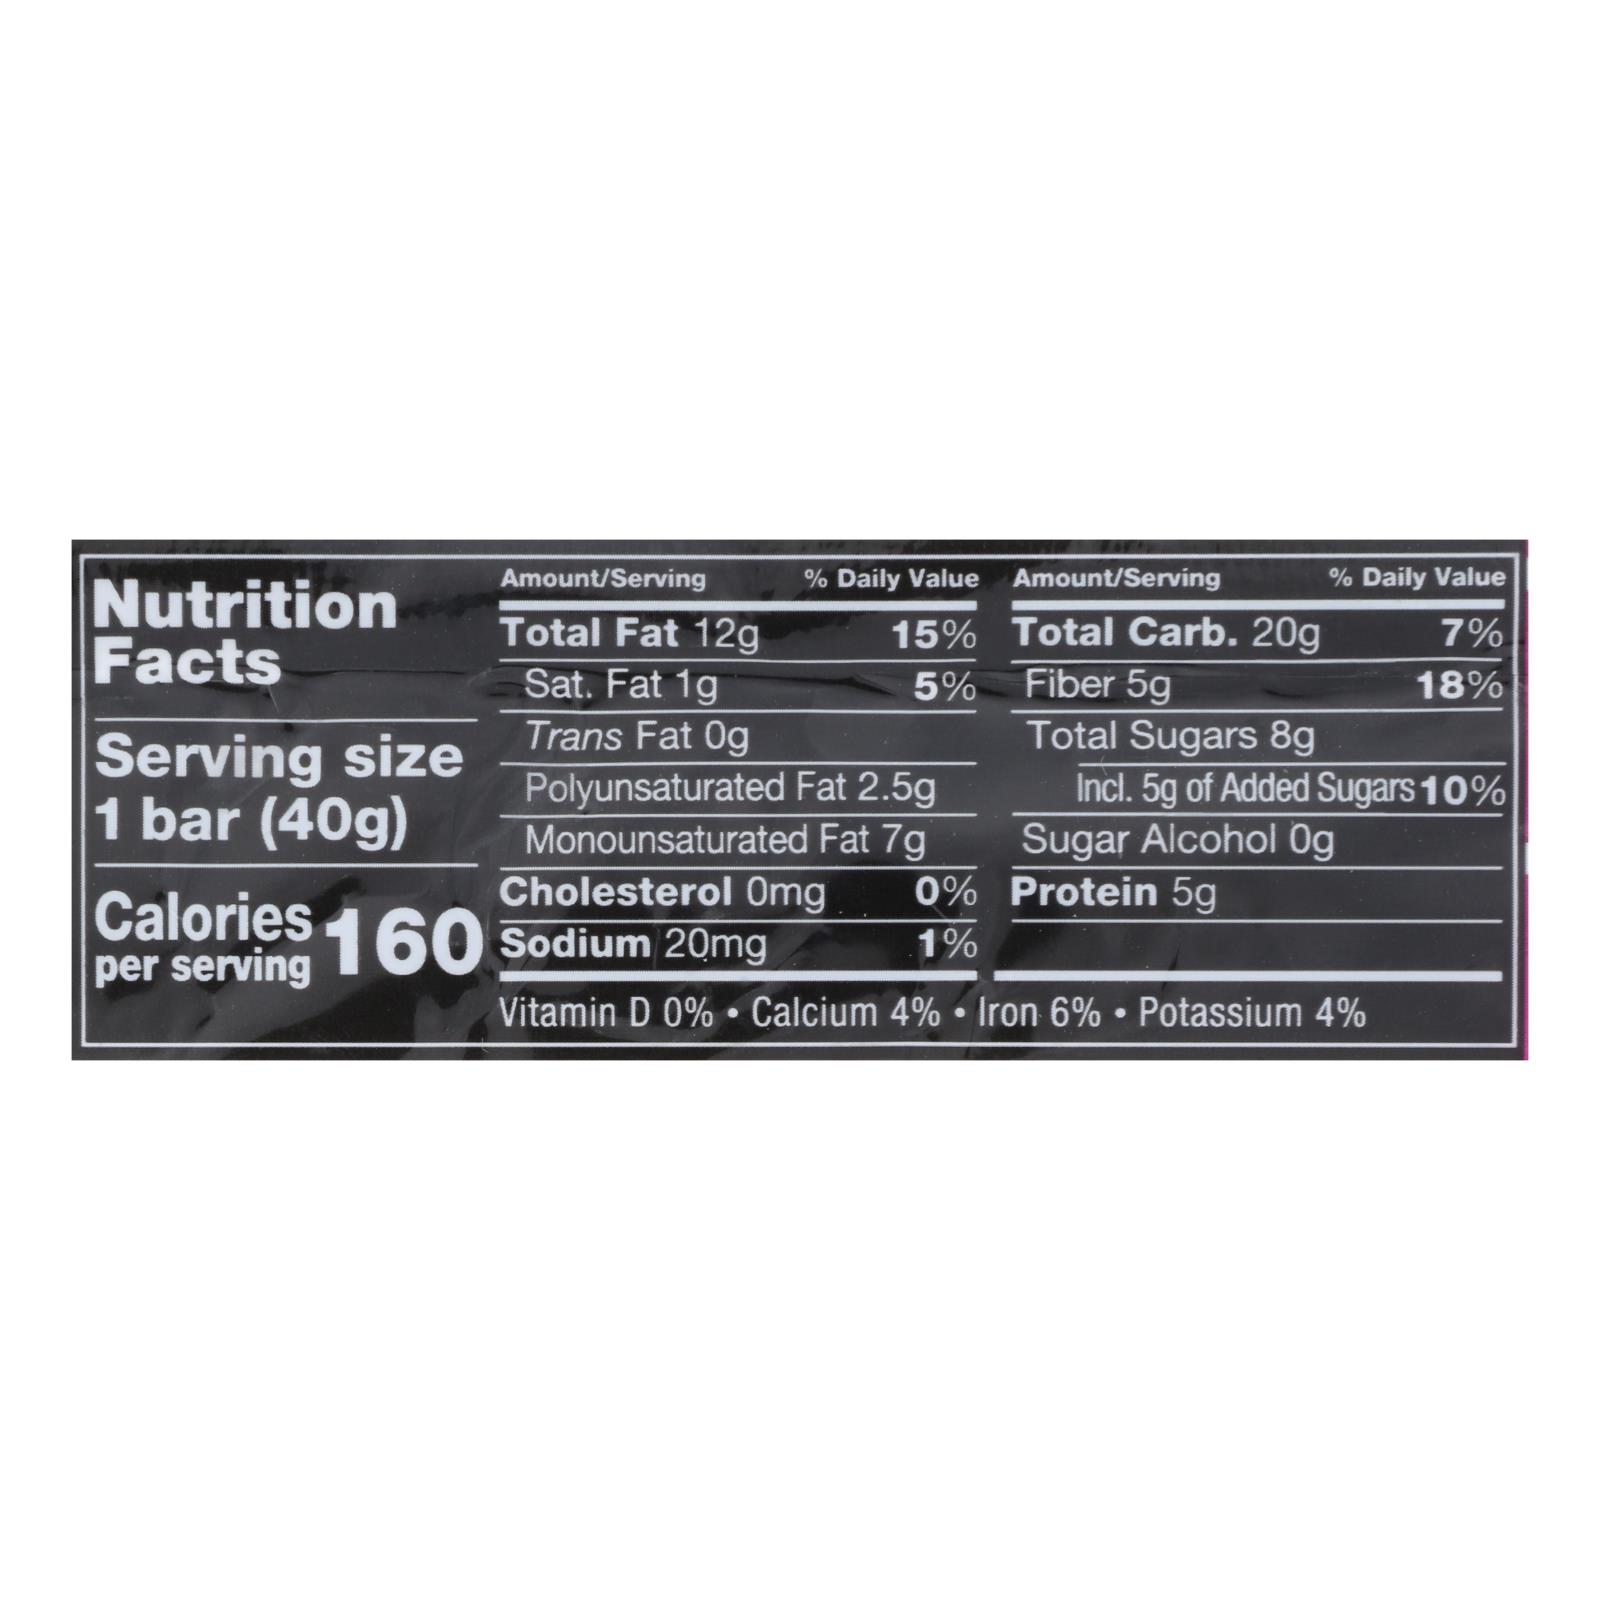 Nutrition
Facts
Serving size
1 bar (40g)
Calories
per serving
160
Amount/Serving % Daily Value
Total Fat 12g 15%
Sat. Fat 1g 5%
Trans Fat 0g
Polyunsaturated Fat 2.5g
Monounsaturated Fat 7g
Cholesterol 0mg 0%
Sodium 20mg 1%
Amount/Serving % Daily Value
Total Carb. 20g 7%
Fiber 5g 18%
Total Sugars 8g
Incl. 5g of Added Sugars 10%
Sugar Alcohol 0g
Protein 5g
Vitamin D 0% • Calcium 4% • Iron 6% • Potassium 4%